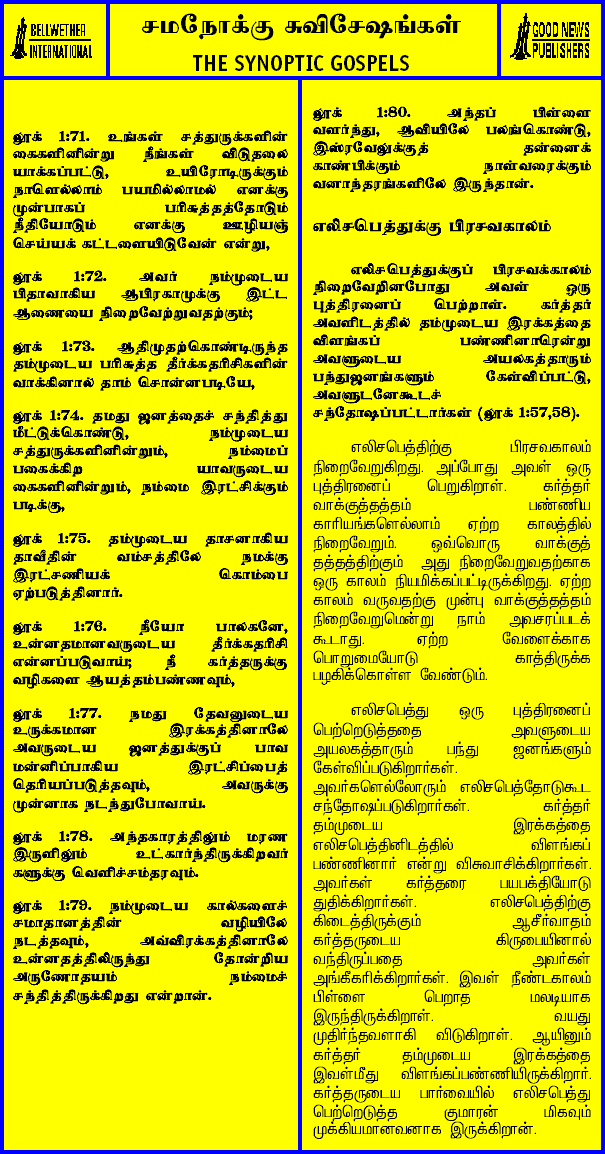 BELLWETHER
INTERNATIONAL
சமநோக்கு சுவிசேஷங்கள்
THE SYNOPTIC GOSPELS
GOOD NEWS
PUBLISHERS
லூக் 1:71. உங்கள் சத்துருக்களின்
கைகளினின்று நீங்கள் விடுதலை
யாக்கப்பட்டு, உயிரோடிருக்கும்
நாளெல்லாம் பயமில்லாமல் எனக்கு
முன்பாகப் பரிசுத்தத்தோடும்
நீதியோடும் எனக்கு ஊழியஞ்
செய்யக் கட்டளையிடுவேன் என்று,
லூக் 1:72. அவர் நம்முடைய
பிதாவாகிய ஆபிரகாமுக்கு இட்ட
ஆணையை நிறைவேற்றுவதற்கும்;
லூக் 1:73. ஆதிமுதற்கொண்டிருந்த
தம்முடைய பரிசுத்த தீர்க்கதரிசிகளின்
வாக்கினால் தாம் சொன்னபடியே,
லூக் 1:74. தமது ஜனத்தைச் சந்தித்து
மீட்டுக்கொண்டு, நம்முடைய
சத்துருக்களினின்றும், நம்மைப்
பகைக்கிற யாவருடைய
கைகளினின்றும், நம்மை இரட்சிக்கும்
படிக்கு,
லூக் 1:75. தம்முடைய தாசனாகிய
தாவீதின் வம்சத்திலே நமக்கு
இரட்சணியக் கொம்பை
ஏற்படுத்தினார்.
லூக் 1:76. நீயோ பாலகனே,
உன்னதமானவருடைய தீர்க்கதரிசி
என்னப்படுவாய்; நீ கர்த்தருக்கு
வழிகளை ஆயத்தம்பண்ணவும்,
லூக் 1:77. நமது தேவனுடைய
உருக்கமான இரக்கத்தினாலே
அவருடைய ஜனத்துக்குப் பாவ
மன்னிப்பாகிய இரட்சிப்பைத்
தெரியப்படுத்தவும், அவருக்கு
முன்னாக நடந்துபோவாய்.
லூக் 1:78. அந்தகாரத்திலும் மரண
இருளிலும் உட்கார்ந்திருக்கிறவர்
களுக்கு வெளிச்சம்தரவும்.
லூக் 1:79. நம்முடைய கால்களைச்
சமாதானத்தின் வழியிலே
நடத்தவும், அவ்விரக்கத்தினாலே
உன்னதத்திலிருந்து தோன்றிய
அருணோதயம் நம்மைச்
சந்தித்திருக்கிறது என்றான்.
லூக் 1:80. அந்தப் பிள்ளை
வளர்ந்து, ஆவியிலே பலங்கொண்டு,
இஸ்ரவேலுக்குத் தன்னைக்
காண்பிக்கும் நாள்வரைக்கும்
வனாந்தரங்களிலே இருந்தான்.
எலிசபெத்துக்கு பிரசவகாலம்
எலிசபெத்துக்குப் பிரசவக்காலம்
நிறைவேறினபோது அவள் ஒரு
புத்திரனைப் பெற்றாள். கர்த்தர்
அவளிடத்தில் தம்முடைய இரக்கத்தை
விளங்கப் பண்ணினாரென்று
அவளுடைய அயலகத்தாரும்
பந்துஜனங்களும் கேள்விப்பட்டு,
அவளுடனேகூடச்
சந்தோஷப்பட்டார்கள் (லூக் 1:57,58).
எலிசபெத்திற்கு பிரசவகாலம்
நிறைவேறுகிறது. அப்போது அவள் ஒரு
புத்திரனைப் பெறுகிறாள். கர்த்தர்
வாக்குத்தத்தம் பண்ணிய
காரியங்களெல்லாம் ஏற்ற காலத்தில்
நிறைவேறும். ஒவ்வொரு வாக்குத்
தத்தத்திற்கும் அது நிறைவேறுவதற்காக
ஒரு காலம் நியமிக்கப்பட்டிருக்கிறது. ஏற்ற
காலம் வருவதற்கு முன்பு வாக்குத்தத்தம்
நிறைவேறுமென்று நாம் அவசரப்படக்
கூடாது. ஏற்ற வேளைக்காக
பொறுமையோடு காத்திருக்க
பழகிக்கொள்ள வேண்டும்.
எலிசபெத்து ஒரு புத்திரனைப்
பெற்றெடுத்ததை அவளுடைய
அயலகத்தாரும் பந்து ஜனங்களும்
கேள்விப்படுகிறார்கள்.
அவர்களெல்லோரும் எலிசபெத்தோடுகூட
சந்தோஷப்படுகிறார்கள். கர்த்தர்
தம்முடைய இரக்கத்தை
எலிசபெத்தினிடத்தில் விளங்கப்
பண்ணினார் என்று விசுவாசிக்கிறார்கள்.
அவர்கள் கர்த்தரை பயபக்தியோடு
துதிக்கிறார்கள். எலிசபெத்திற்கு
கிடைத்திருக்கும் ஆசீர்வாதம்
கர்த்தருடைய கிருபையினால்
வந்திருப்பதை அவர்கள்
அங்கீகரிக்கிறார்கள். இவள் நீண்டகாலம்
பிள்ளை பெறாத மலடியாக
இருந்திருக்கிறாள். வயது
முதிர்ந்தவளாகி விடுகிறாள். ஆயினும்
கர்த்தர் தம்முடைய இரக்கத்தை
இவள்மீது விளங்கப்பண்ணியிருக்கிறார்.
கர்த்தருடைய பார்வையில் எலிசபெத்து
பெற்றெடுத்த குமாரன் மிகவும்
முக்கியமானவனாக இருக்கிறான்.